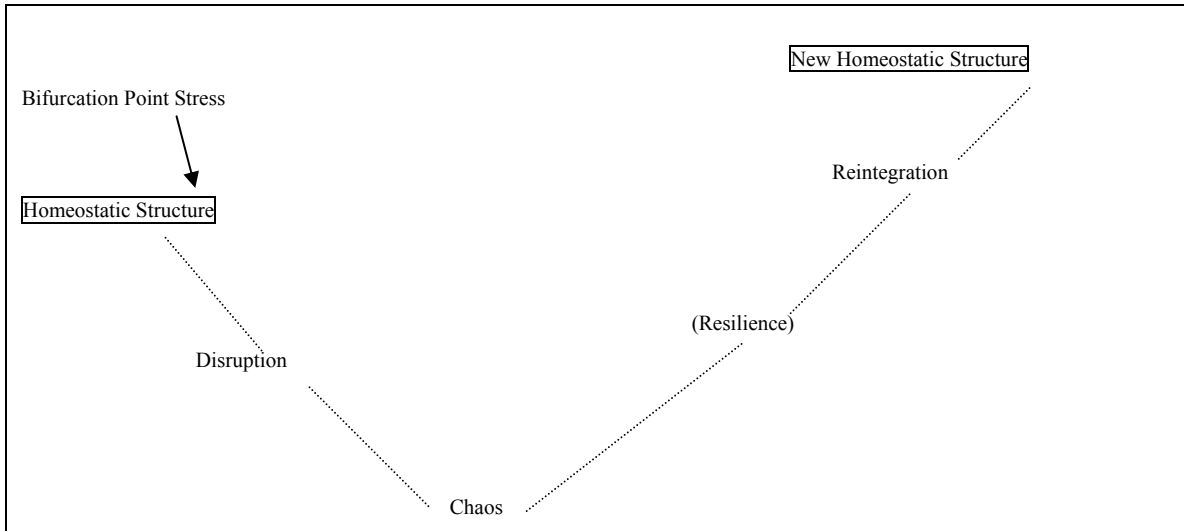 New Homeostatic Structure
Bifurcation Point Stress
Reintegration
Homeostatic Structure
(Resilience)
Disruption
Chaos